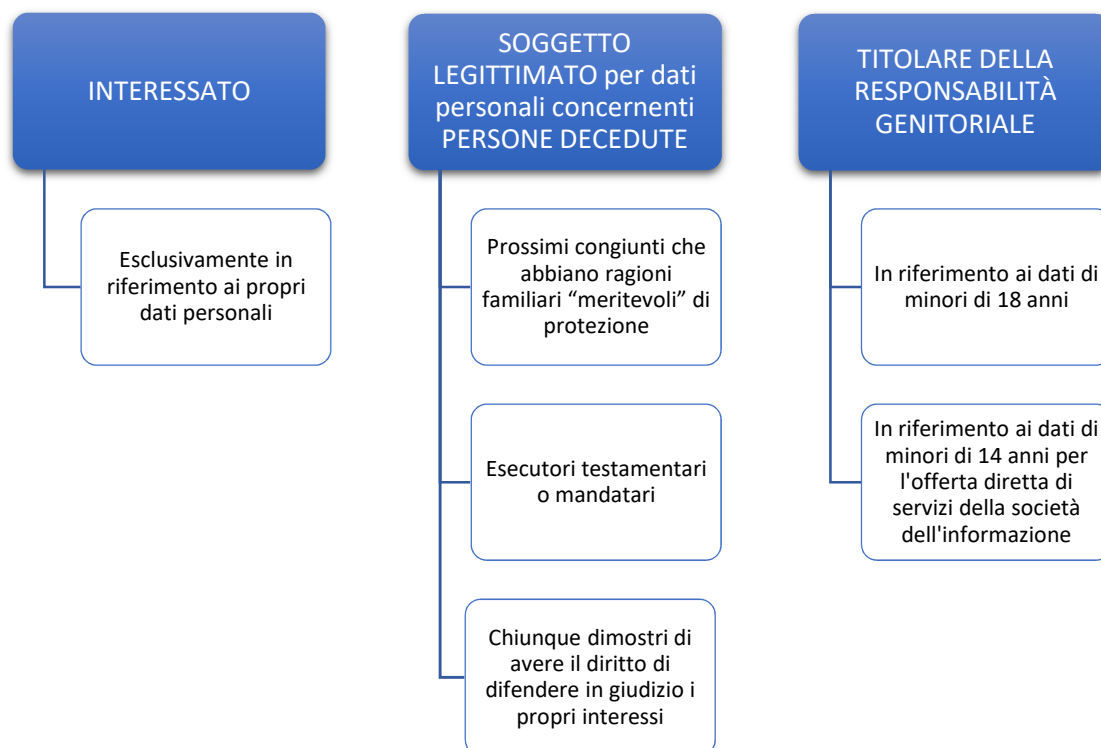 INTERESSATO
Esclusivamente in
riferimento ai propri
dati personali
SOGGETTO
LEGITTIMATO per dati
personali concernenti
PERSONE DECEDUTE
Prossimi congiunti che
abbiano ragioni
familiari “meritevoli” di
protezione
Esecutori testamentari
o mandatari
Chiunque dimostri di
avere il diritto di
difendere in giudizio i
propri interessi
TITOLARE DELLA
RESPONSABILITÀ
GENITORIALE
In riferimento ai dati di
minori di 18 anni
In riferimento ai dati di
minori di 14 anni per
l'offerta diretta di
servizi della società
dell'informazione